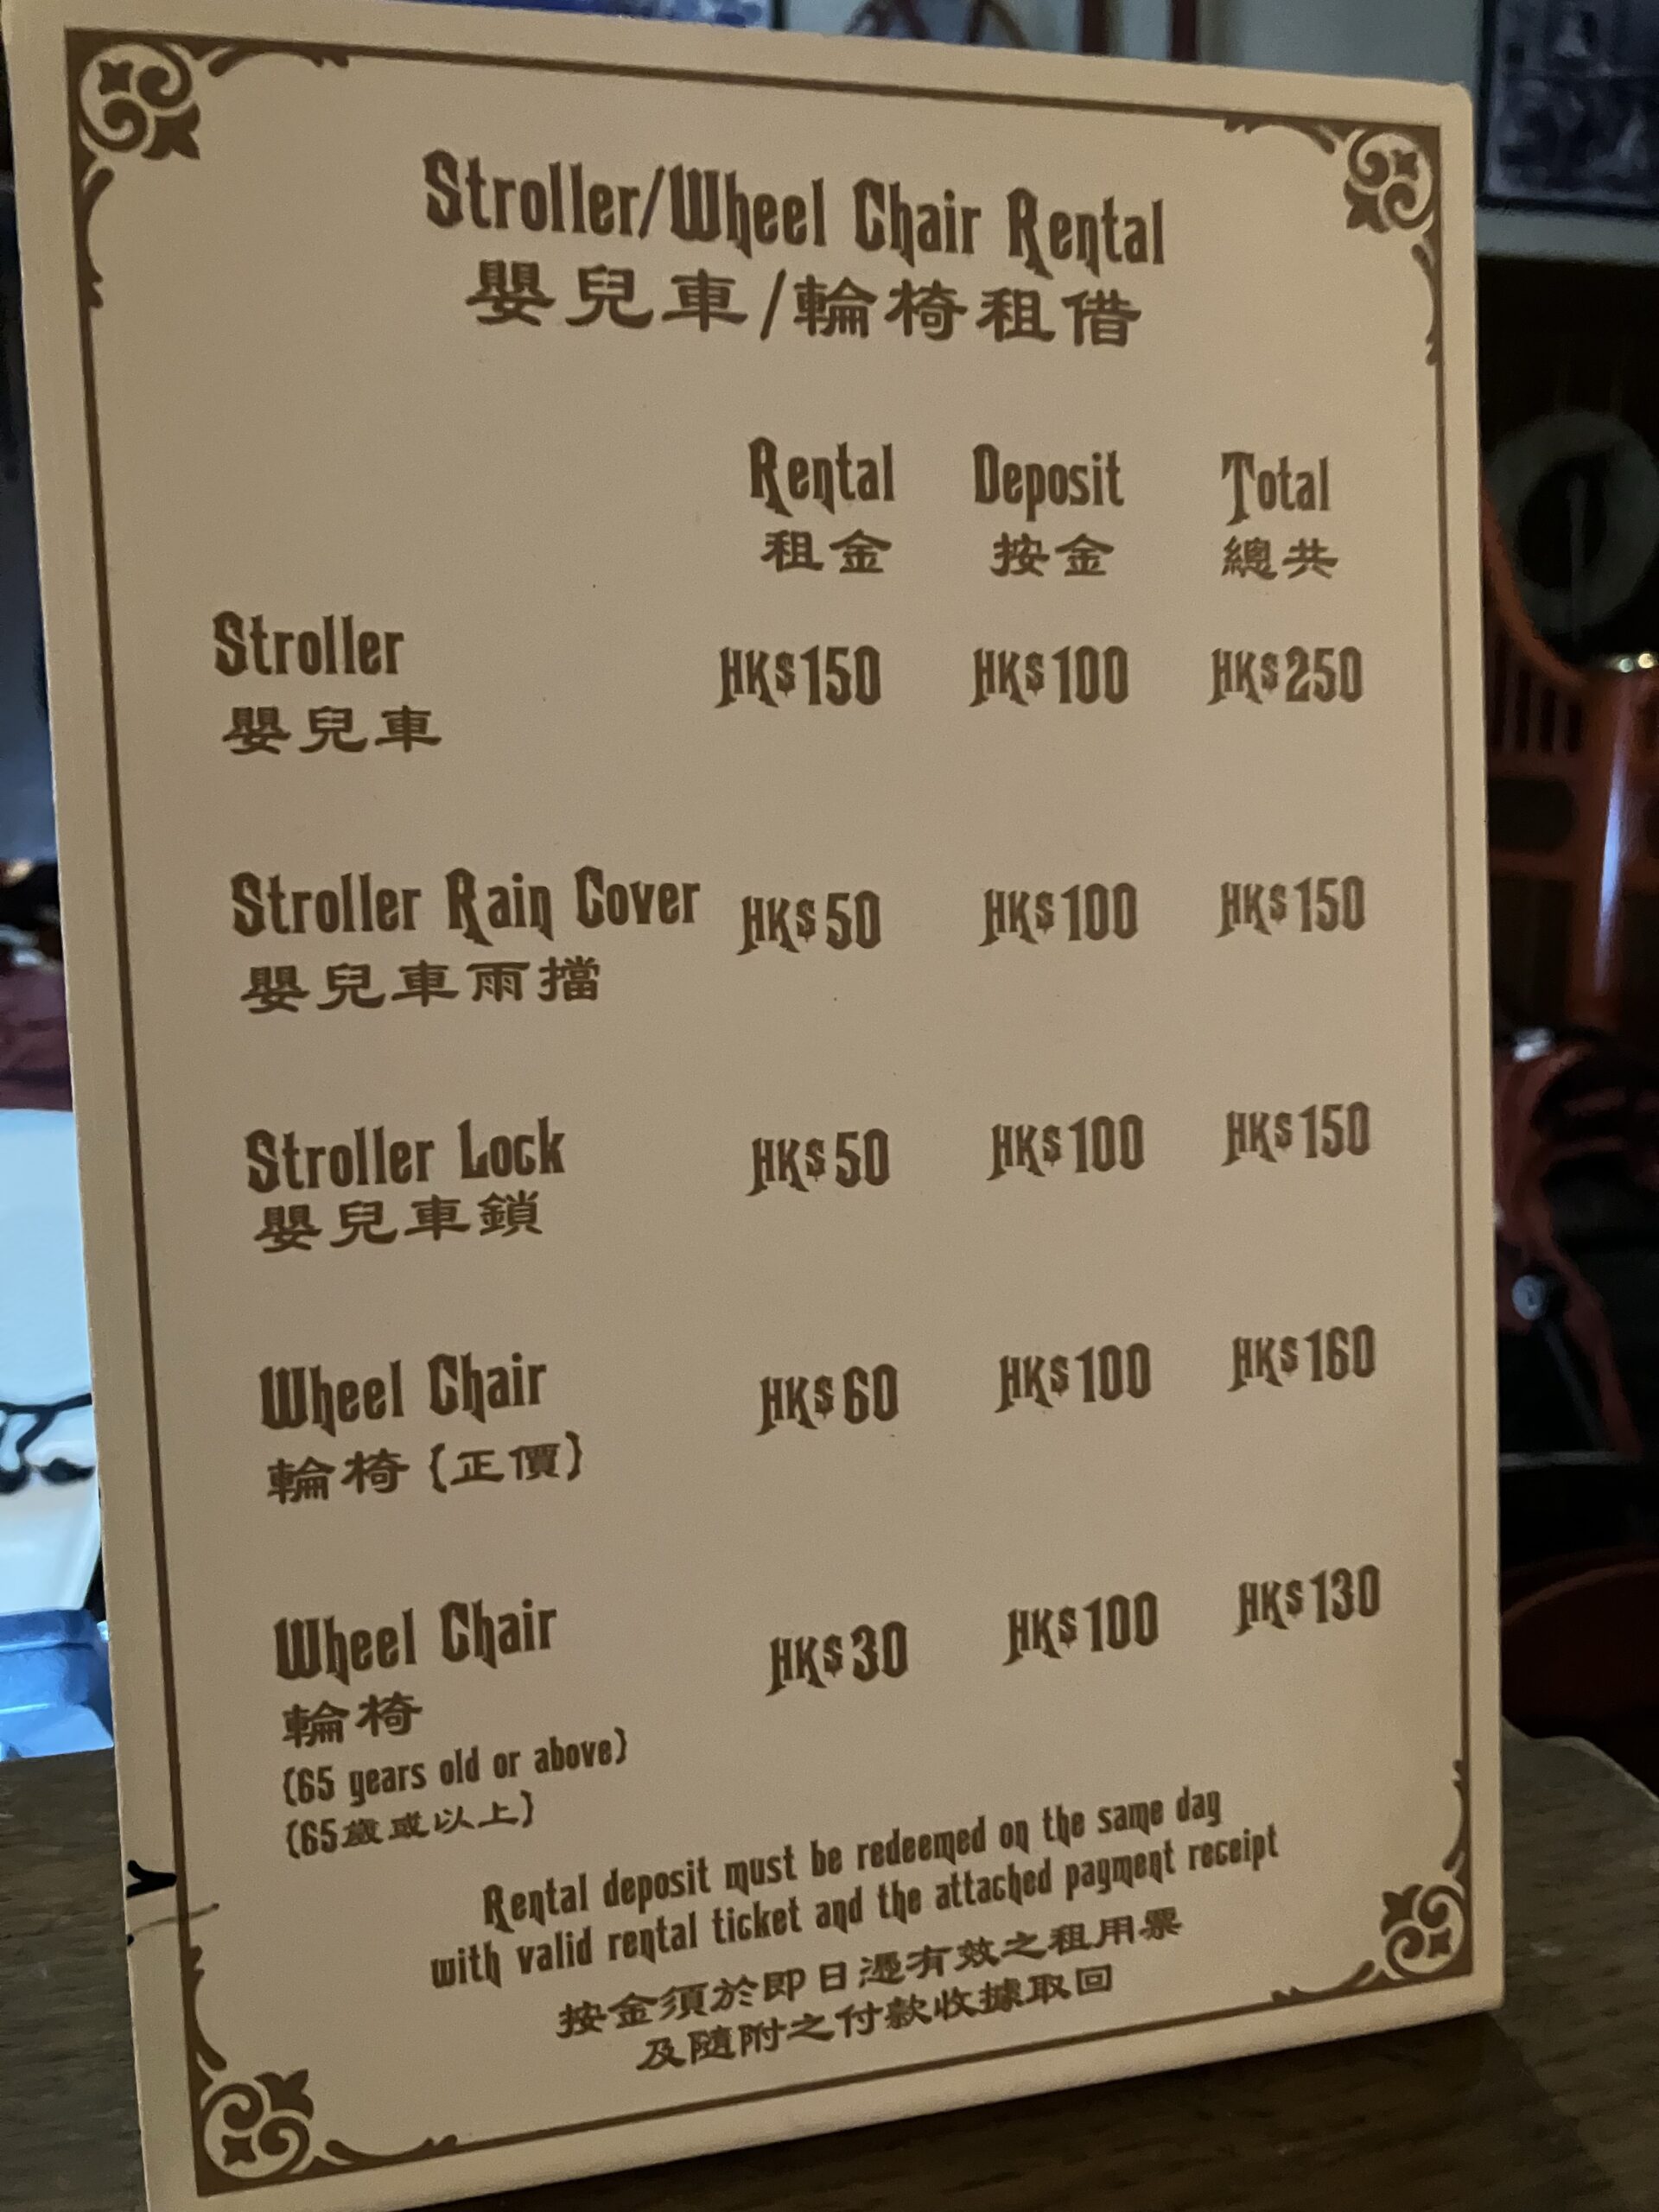 Stroller/Wheel Chair Rental
嬰兒車/輪椅租借
Rental Deposit Total
租金 按金 總共
Stroller HK$150 HK$100 HK$250
嬰兒車
Stroller Rain Cover HK$50 HK$100 HK$150
嬰兒車雨擋
Stroller Lock HK$50 HK$100 HK$150
嬰兒車鎖
Wheel Chair HK$60 HK$100 HK$160
輪椅 (正價)
Wheel Chair HK$30 HK$100 HK$130
輪椅
(65 years old or above)
(65歲或以上)
Rental deposit must be redeemed on the same day
with valid rental ticket and the attached payment receipt
按金須於即日憑有效之租用票
及隨附之付款收據取回